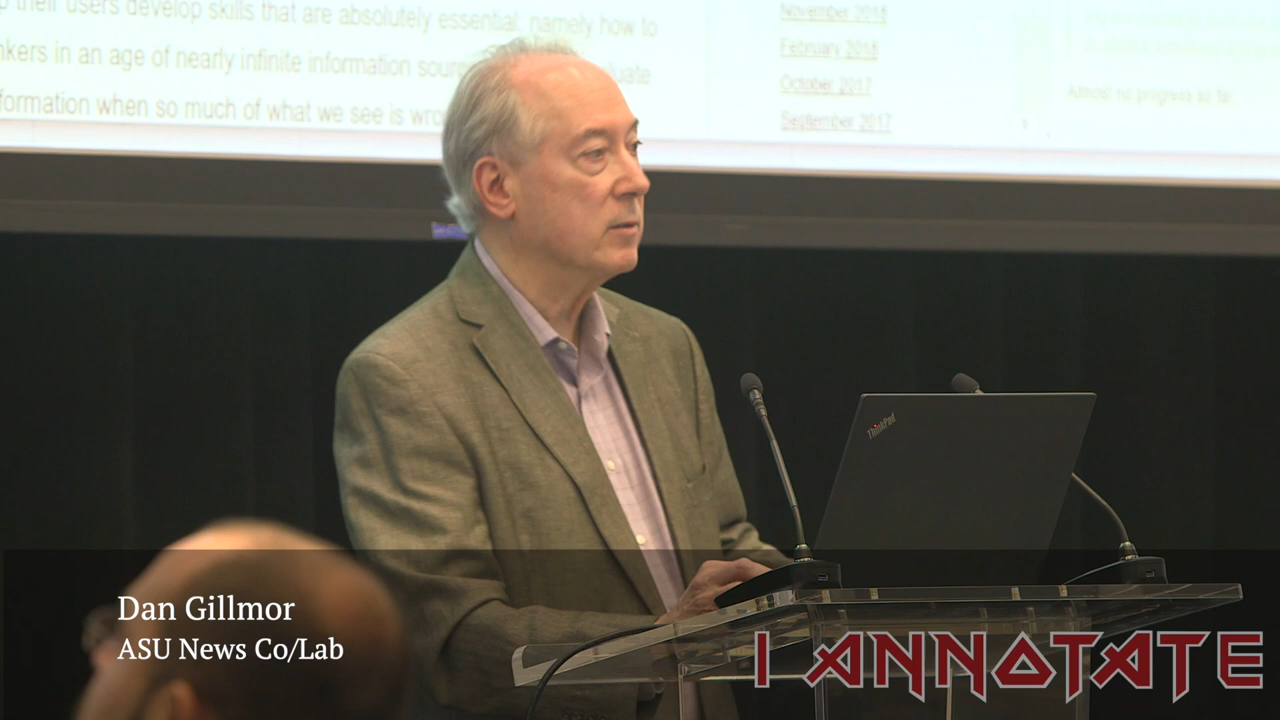 their users develop skills that are absolutely essential: namely how to
November 2018
nkers in an age of nearly infinite information
February 2018
formation when so much of what we see is
October 2017
September 2017
Almost no progress so far.
ThinkPad
Dan Gillmor
ASU News Co/Lab
I ANNOTATE